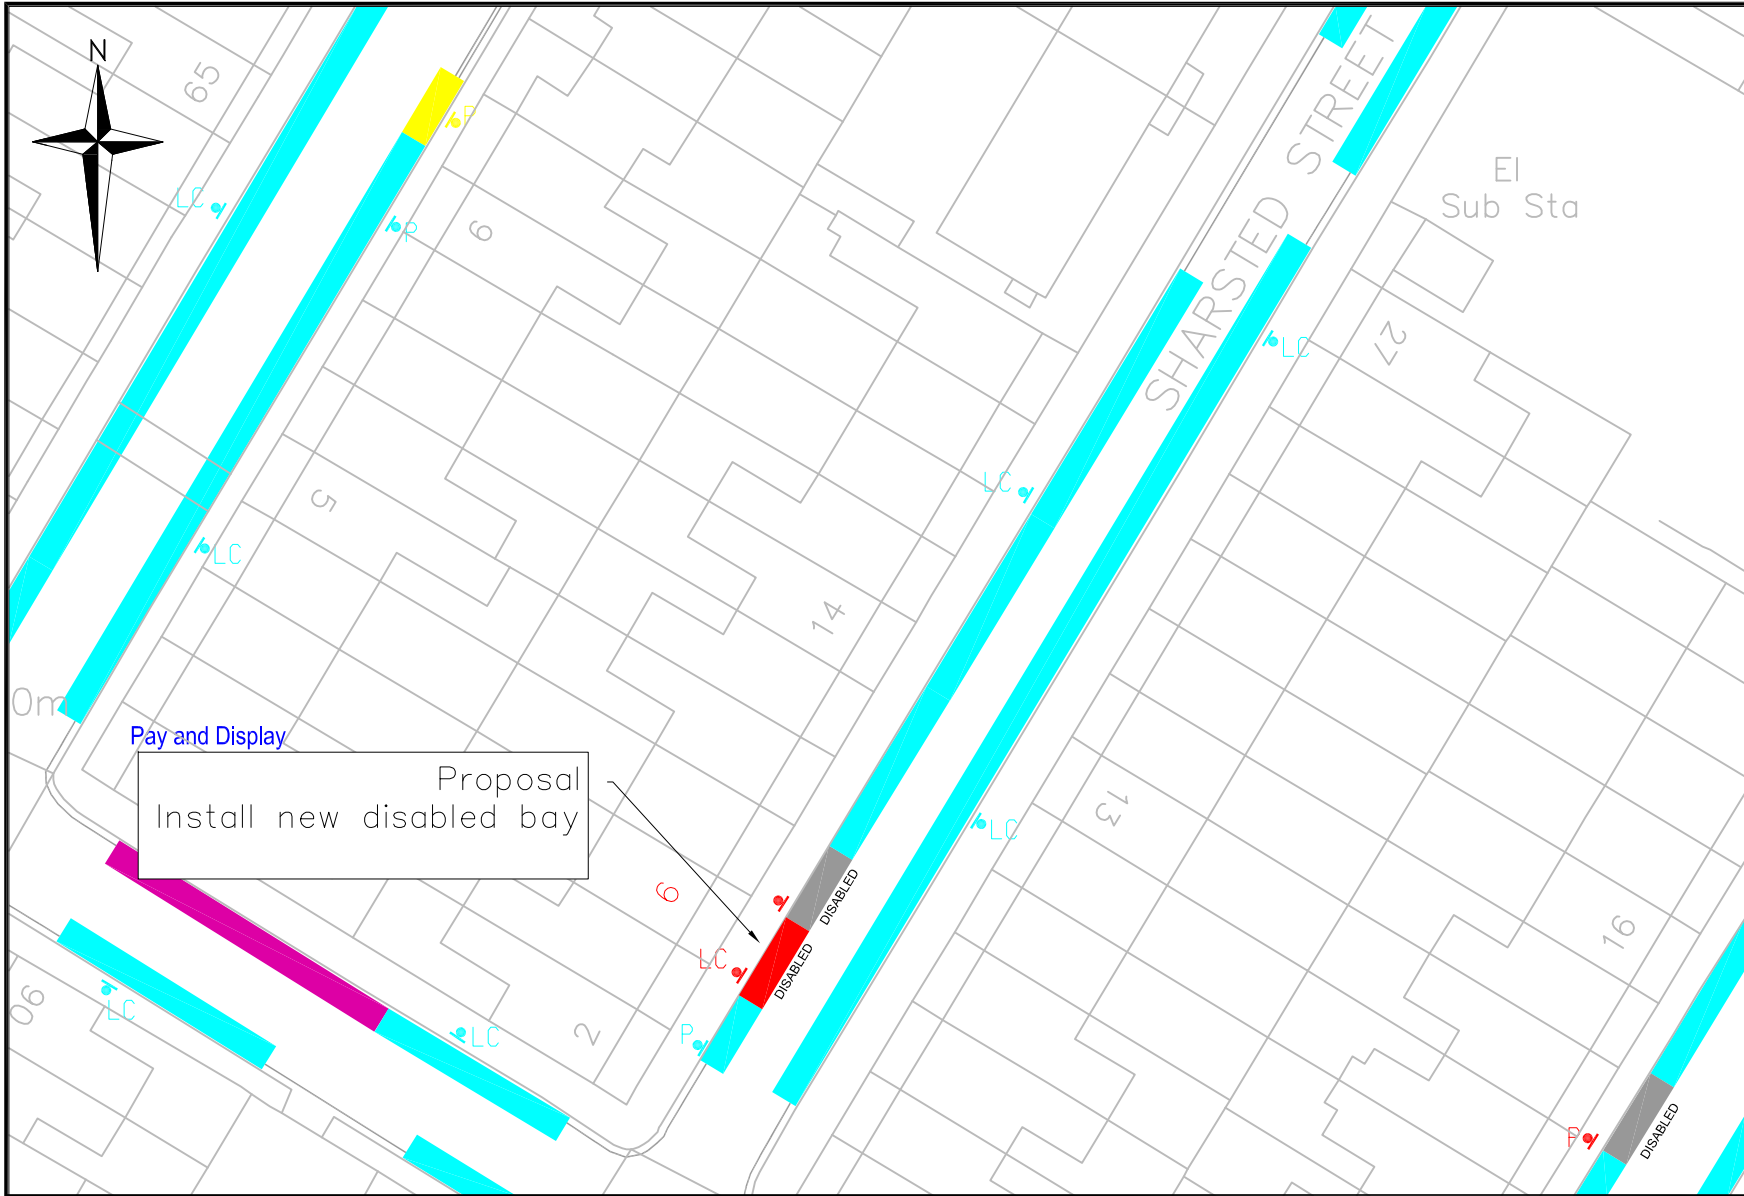 N
65
SHARSTED STREET
El
Sub Sta
LC
P
P
9
27
LC
LC
5
LC
14
0m
Pay and Display
Proposal
Install new disabled bay
13
LC
6
DISABLED
LC
DISABLED
16
90
LC
LC
2
P
P
DISABLED